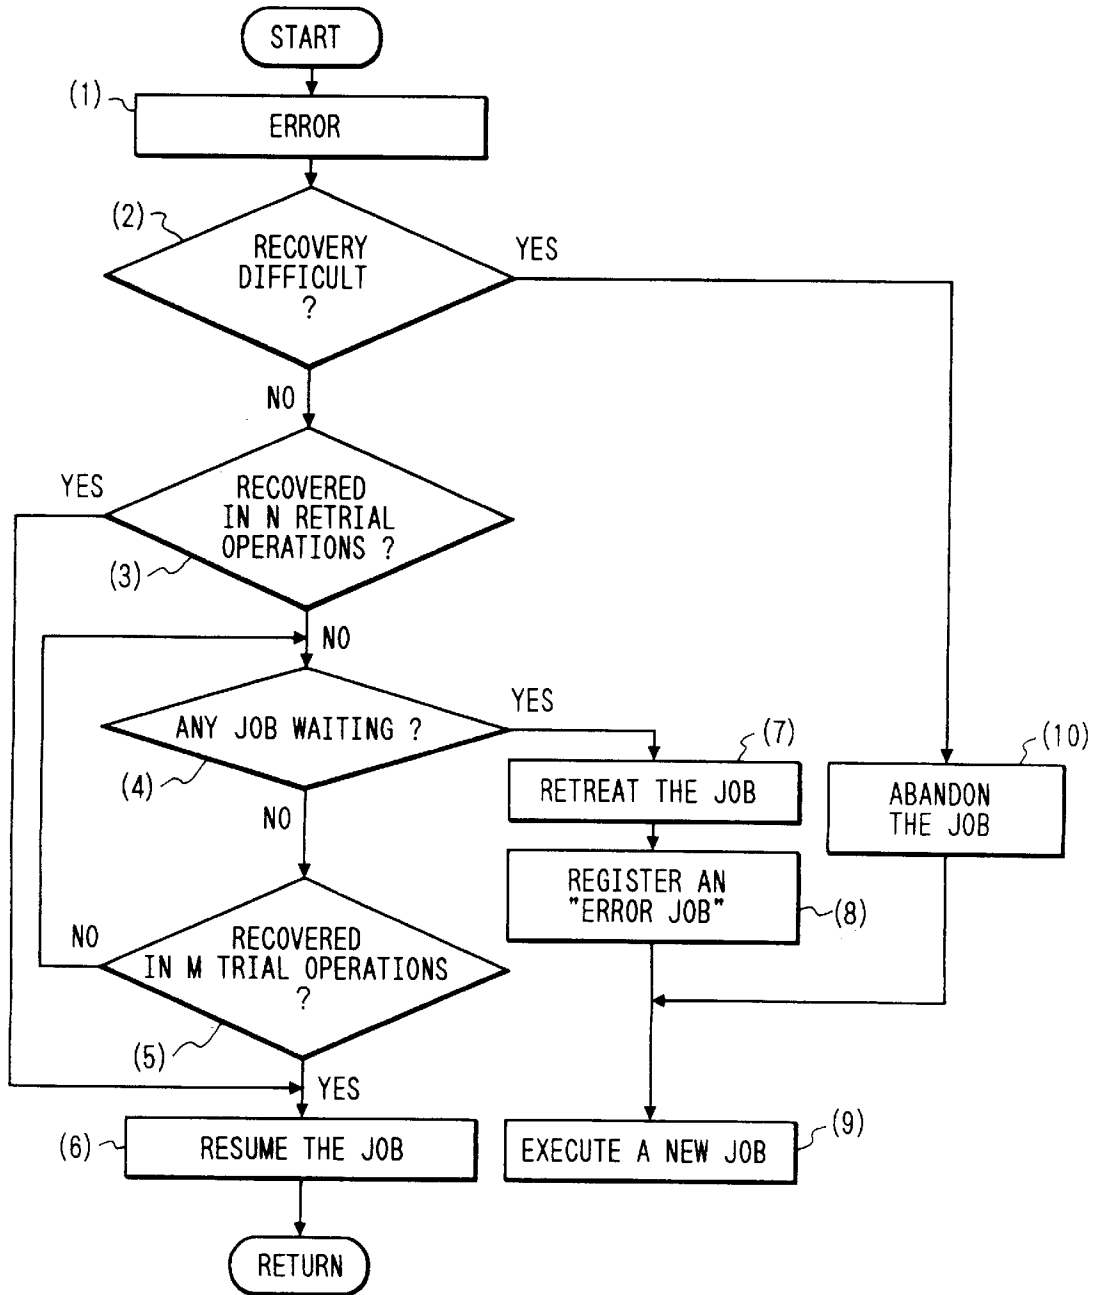 START
(1)
ERROR
(2)
RECOVERY
DIFFICULT
?
YES
NO
YES
RECOVERED
IN N RETRIAL
OPERATIONS ?
(3)
NO
ANY JOB WAITING ?
YES
(4)
NO
(7)
RETREAT THE JOB
(10)
ABANDON
THE JOB
REGISTER AN
"ERROR JOB"
(8)
NO
RECOVERED
IN M TRIAL OPERATIONS
?
(5)
YES
(6)
RESUME THE JOB
(9)
EXECUTE A NEW JOB
RETURN